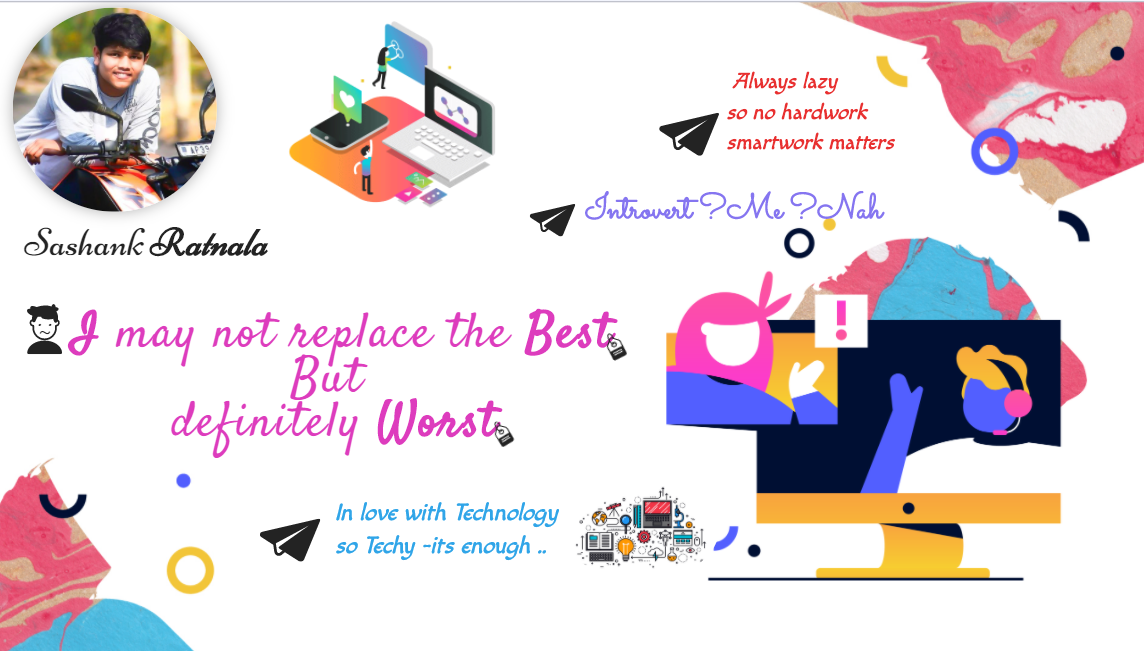 AP39
Sashank Ratnala
Always lazy
so no hardwork
smartwork matters
Introvert ?Me ?Nah
I may not replace the Best
But
definitely Worst
!
In love with Technology
so Techy -its enough ..